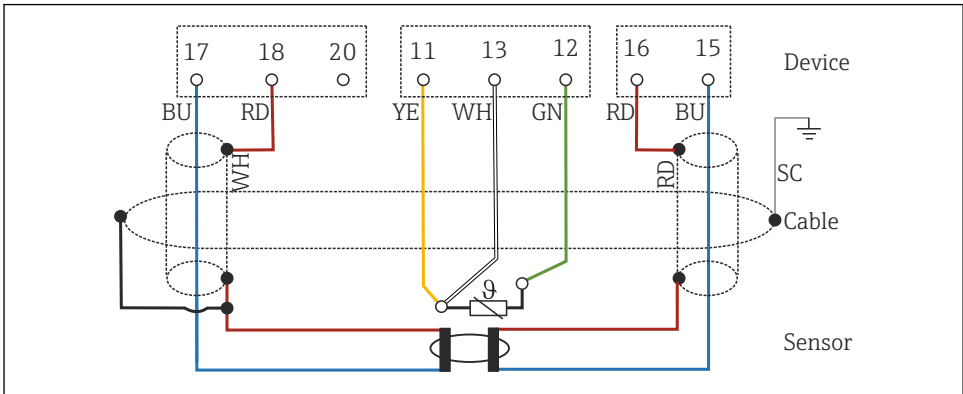 17 18 20 11 13 12 16 15 Device
BU RD YE WH GN RD BU
WH RD SC
Cable
ϑ
Sensor